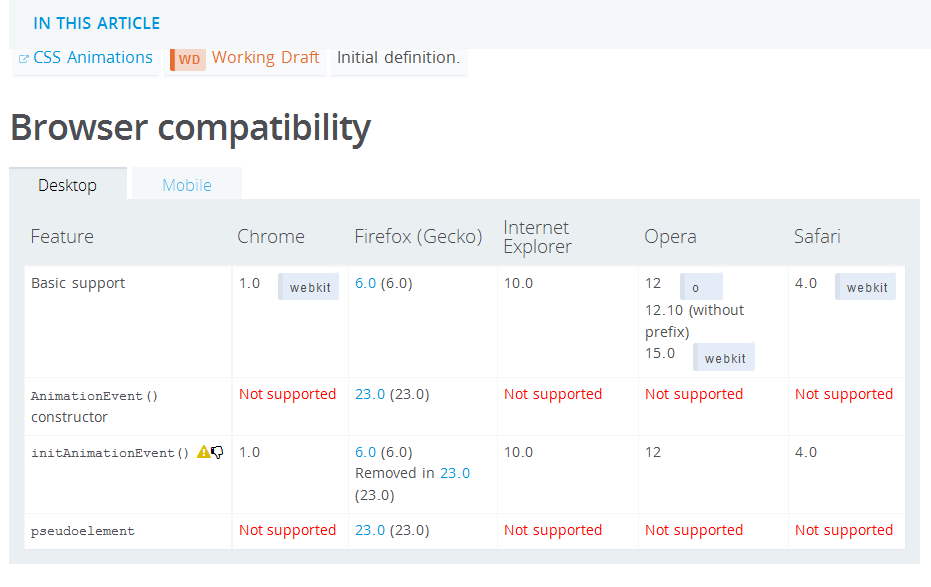 IN THIS ARTICLE
CSS Animations WD Working Draft Initial definition.
Browser compatibility
Desktop Mobile
Feature Chrome Firefox (Gecko) Internet Explorer Opera Safari
Basic support 1.0 webkit 6.0 (6.0) 10.0 12 o 4.0 webkit
12.10 (without
prefix)
15.0 webkit
AnimationEvent() Not supported 23.0 (23.0) Not supported Not supported Not supported
constructor
initAnimationEvent() 1.0 6.0 (6.0) 10.0 12 4.0
Removed in 23.0
(23.0)
pseudoelement Not supported 23.0 (23.0) Not supported Not supported Not supported